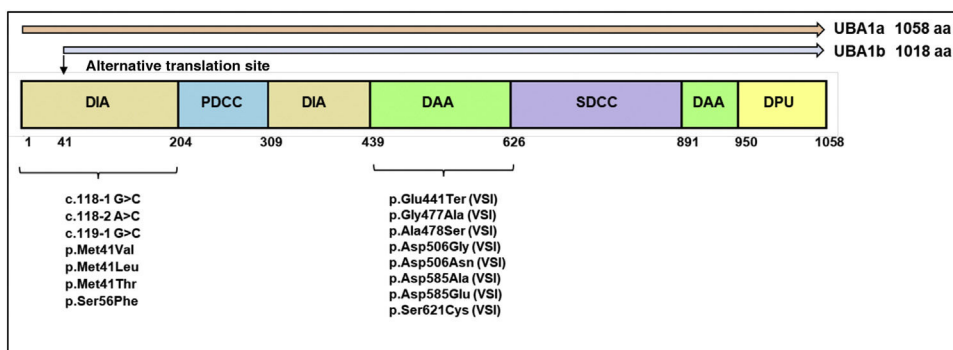 UBA1a 1058 aa
UBA1b 1018 aa
Alternative translation site
DIA PDCC DIA DAA SDCC DAA DPU
1 41 204 309 439 626 891 950 1058
c.118-1 G>C
c.118-2 A>C
c.119-1 G>C
p.Met41Val
p.Met41Leu
p.Met41Thr
p.Ser56Phe
p.Glu441Ter (VSI)
p.Gly477Ala (VSI)
p.Ala478Ser (VSI)
p.Asp506Gly (VSI)
p.Asp506Asn (VSI)
p.Asp585Ala (VSI)
p.Asp585Glu (VSI)
p.Ser621Cys (VSI)